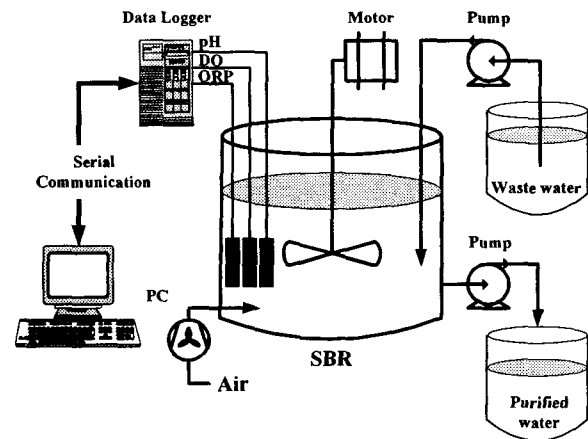 Data Logger
Motor
Pump
pH
DO
ORP
Serial
Communication
Waste water
Pump
PC
SBR
Air
Purified
water